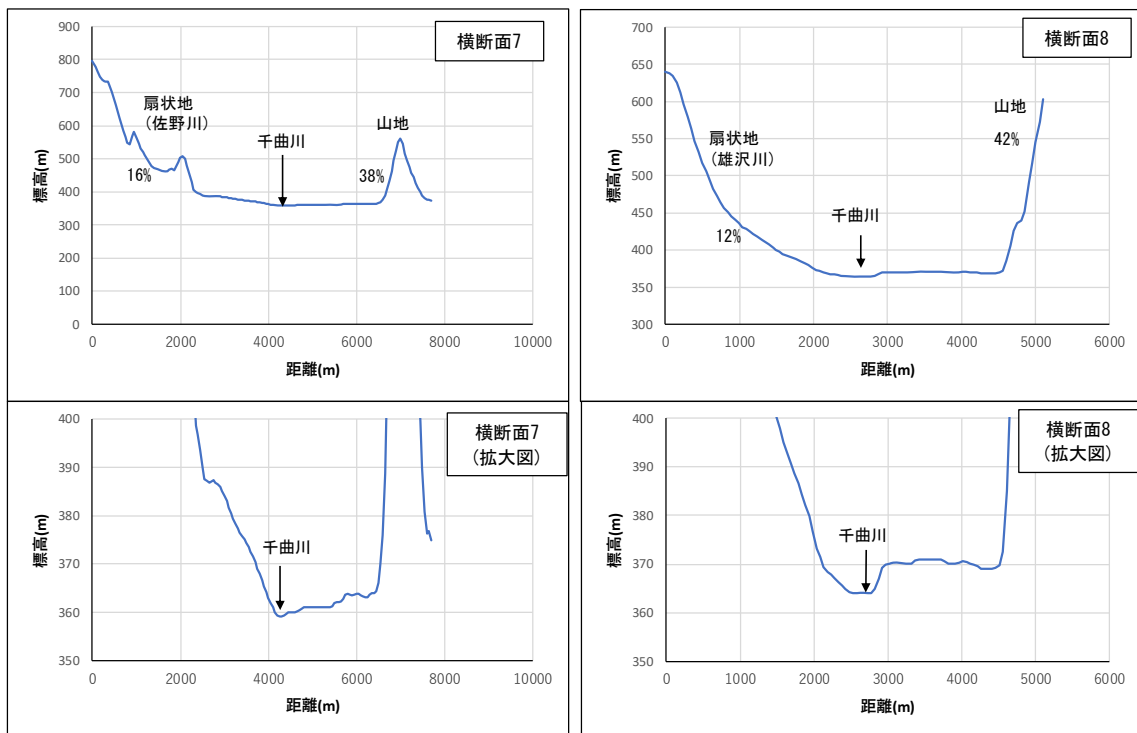 横断面7
標高(m)
900
800
700
600
500
400
300
200
100
0
扇状地
（佐野川）
16%
千曲川
山地
38%
0
2000
4000
6000
8000
10000
距離(m)
横断面8
標高(m)
700
650
600
550
500
450
400
350
300
扇状地
（雄沢川）
12%
千曲川
山地
42%
0
1000
2000
3000
4000
5000
6000
距離(m)
横断面7
（拡大図）
標高(m)
400
390
380
370
360
350
千曲川
0
2000
4000
6000
8000
10000
距離(m)
横断面8
（拡大図）
標高(m)
400
390
380
370
360
350
千曲川
0
1000
2000
3000
4000
5000
6000
距離(m)